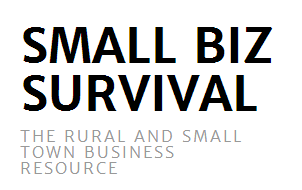 SMALL BIZ
SURVIVAL
THE RURAL AND SMALL
TOWN BUSINESS
RESOURCE